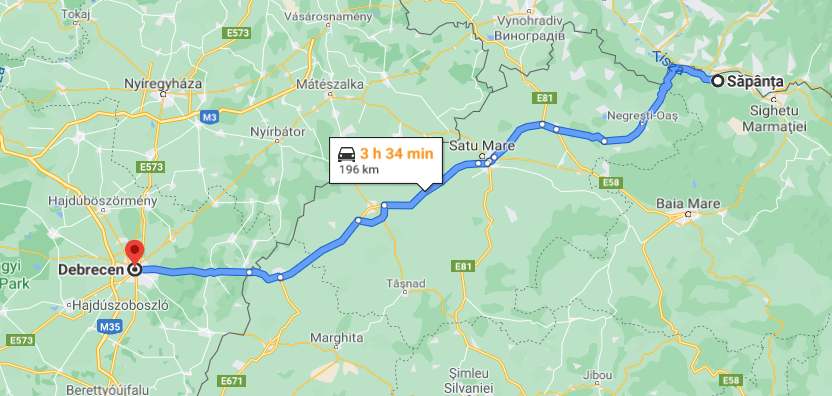 Tokaj
Vásárosnamény
Vynohradiv
Виноградів
E573
Tisza
Săpânța
Nyíregyháza
Mátészalka
E81
Negrești-Oaș
Sighetu
Marmației
M3
Nyírbátor
Satu Mare
3 h 34 min
196 km
E573
E58
Hajdúböszörmény
Baia Mare
Debrecen
gyi
Park
E81
Tășnad
Hajdúszoboszló
M35
E573
Marghita
E671
Șimleu
Silvaniei
Jibou
E58
Berettyóújfalu